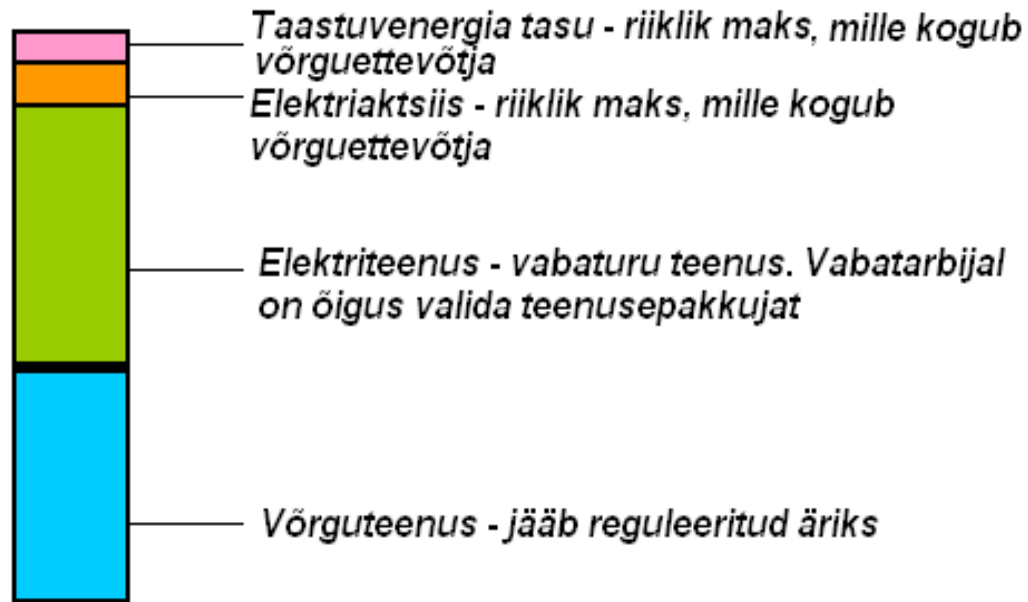 Taastuvenergia tasu - riiklik maks, mille kogub
võrguettevõtja
Elektriaktsiis - riiklik maks, mille kogub
võrguettevõtja
Elektriteenus - vabaturu teenus. Vabatarbijal
on õigus valida teenusepakkujat
Võrguteenus - jääb reguleeritud äriks